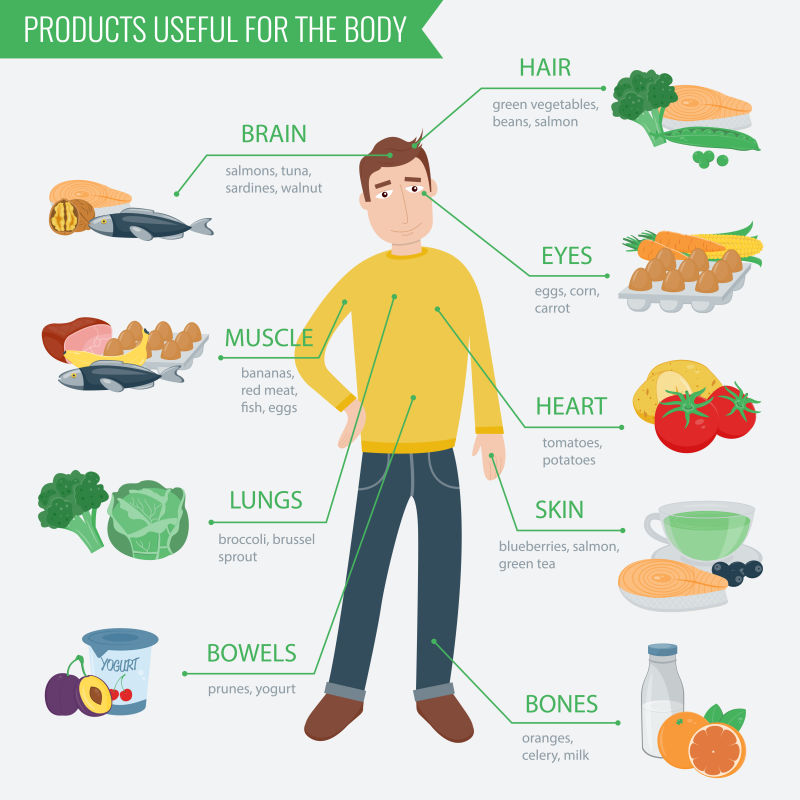 PRODUCTS USEFUL FOR THE BODY
HAIR
green vegetables,
beans, salmon
BRAIN
salmons, tuna,
sardines, walnut
EYES
eggs, corn,
carrot
MUSCLE
bananas,
red meat,
fish, eggs
HEART
tomatoes,
potatoes
LUNGS
broccoli, brussel
sprout
SKIN
blueberries, salmon,
green tea
BOWELS
prunes, yogurt
YOGURT
BONES
oranges,
celery, milk